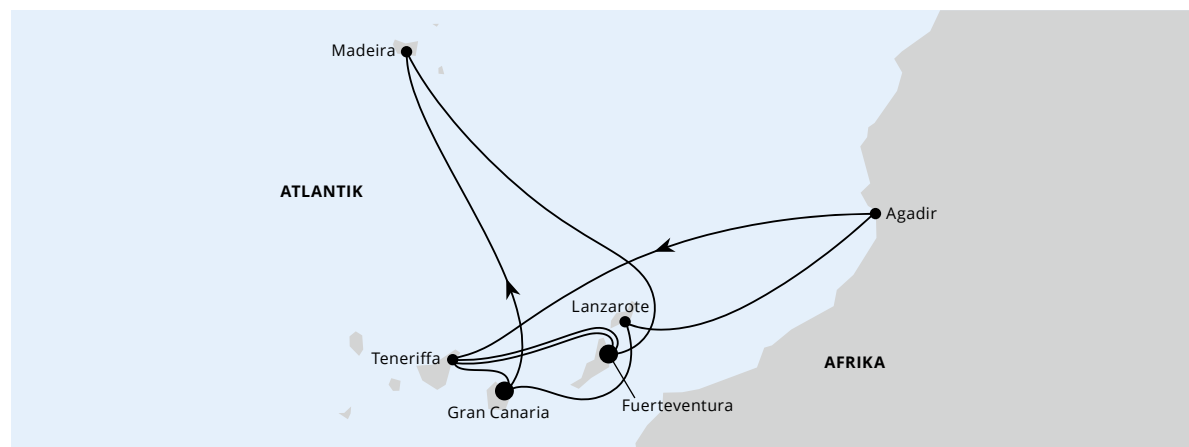 Madeira
ATLANTIK
Agadir
Lanzarote
Teneriffa
AFRIKA
Fuerteventura
Gran Canaria